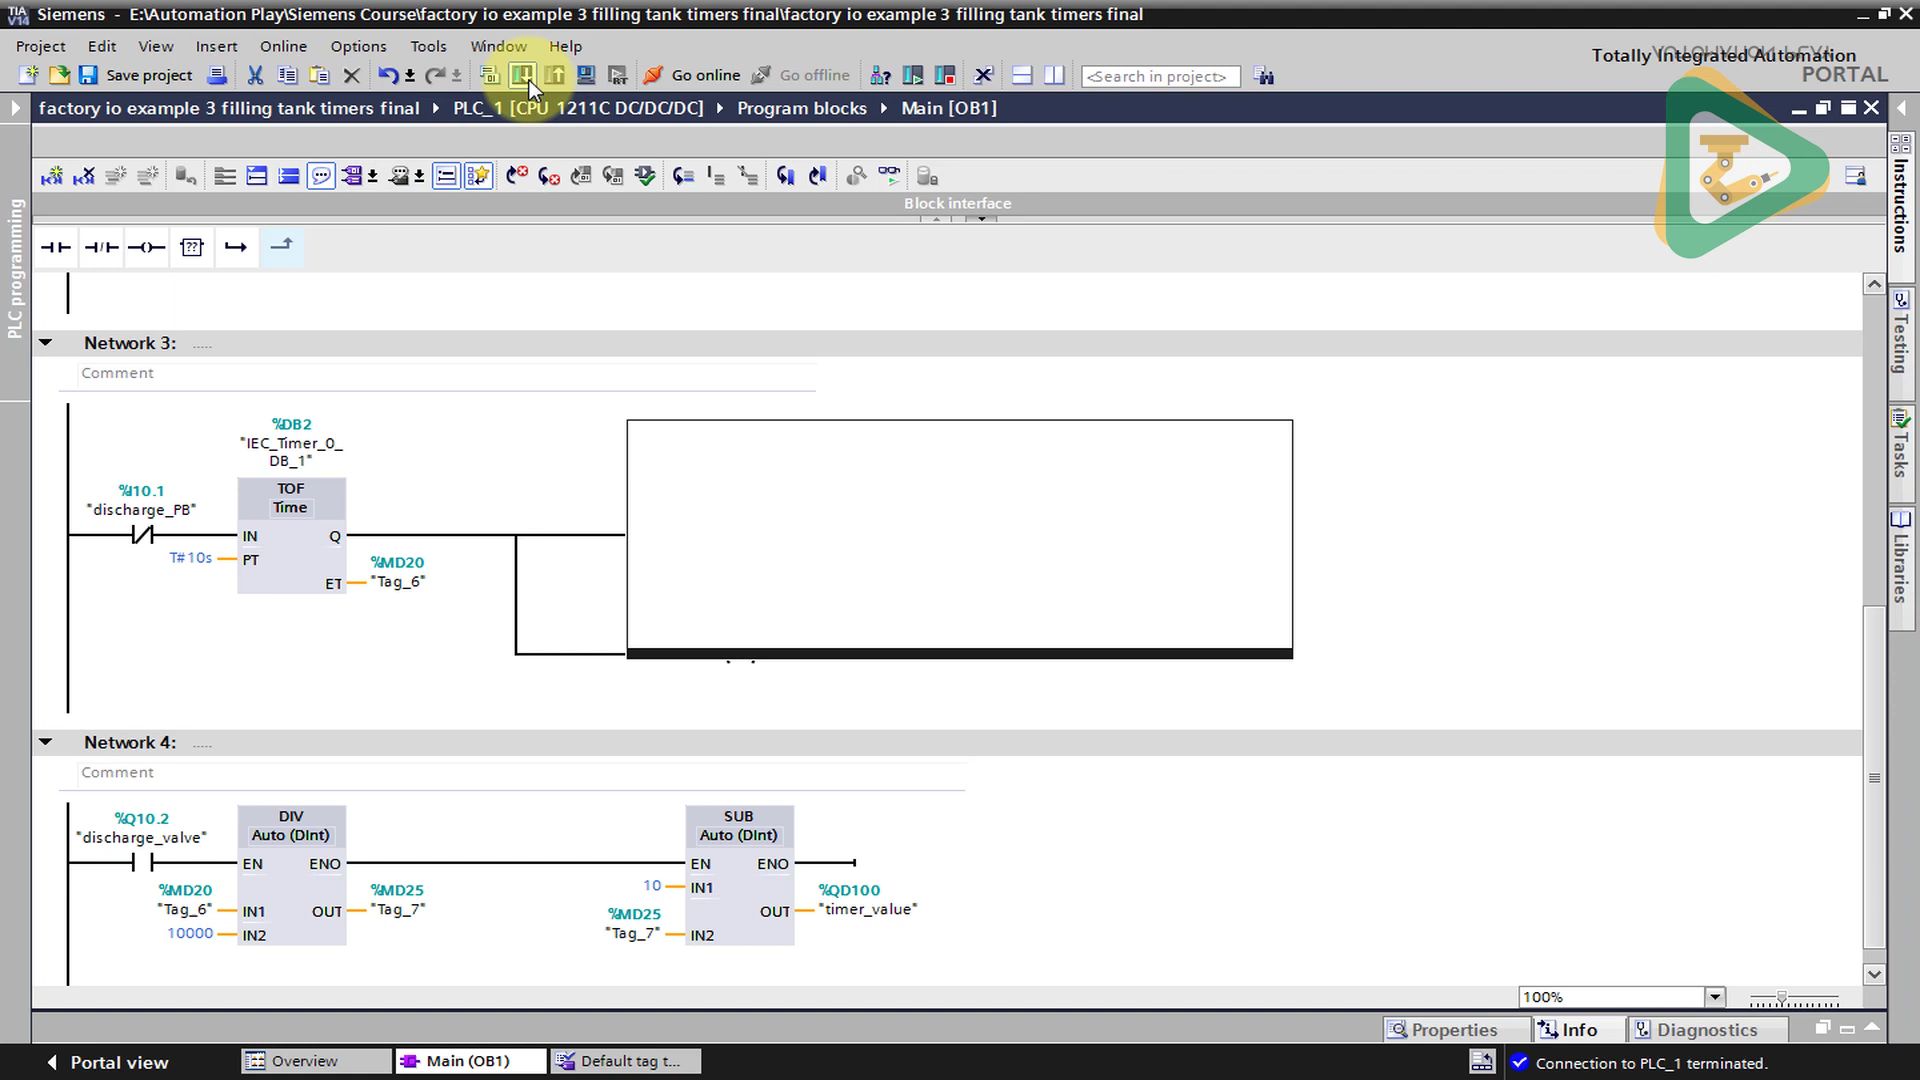 TIA
V14
Siemens - E:\Automation Play\Siemens Course\factory io example 3 filling tank timers final\factory io example 3 filling tank timers final
Project Edit View Insert Online Options Tools Window Help
Totally Integrated Automation
PORTAL
Save project
Go online
Go offline
<Search in project>
factory io example 3 filling tank timers final
PLC_1 [CPU 1211C DC/DC/DC]
Program blocks
Main [OB1]
Block interface
??
PLC programming
Instructions
Testing
Tasks
Libraries
Network 3: .....
Comment
%DB2
"IEC_Timer_0_
DB_1"
%I10.1
"discharge_PB"
TOF
Time
IN
Q
T#10s
PT
ET
%MD20
"Tag_6"
Network 4: .....
Comment
%Q10.2
"discharge_valve"
DIV
Auto (DInt)
EN
ENO
%MD20
"Tag_6"
IN1
OUT
%MD25
"Tag_7"
10000
IN2
SUB
Auto (DInt)
EN
ENO
10
IN1
%MD25
"Tag_7"
IN2
OUT
%QD100
"timer_value"
100%
Properties
Info
Diagnostics
Portal view
Overview
Main (OB1)
Default tag t...
Connection to PLC_1 terminated.